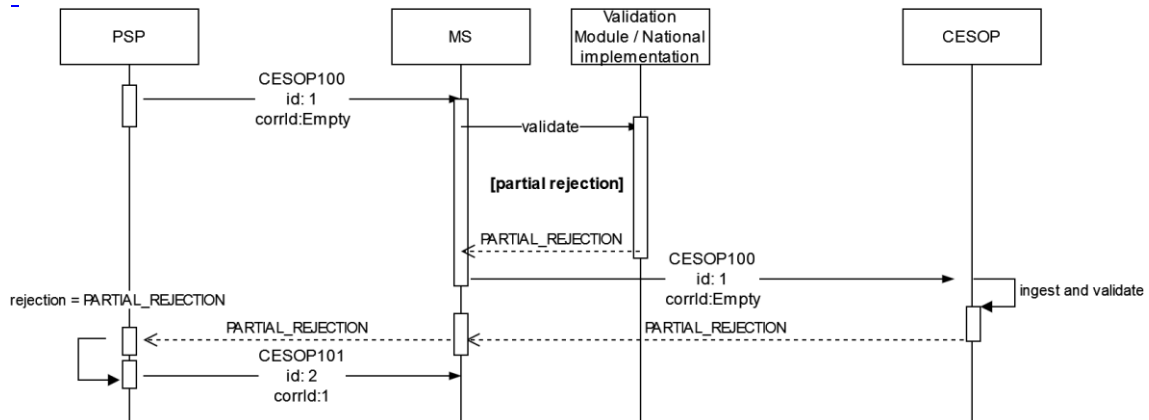 PSP
MS
Validation
Module / National
implementation
CESOP
CESOP100
id: 1
corrId:Empty
validate
[partial rejection]
PARTIAL_REJECTION
CESOP100
id: 1
corrId:Empty
ingest and validate
rejection = PARTIAL_REJECTION
PARTIAL_REJECTION
PARTIAL_REJECTION
CESOP101
id: 2
corrId:1